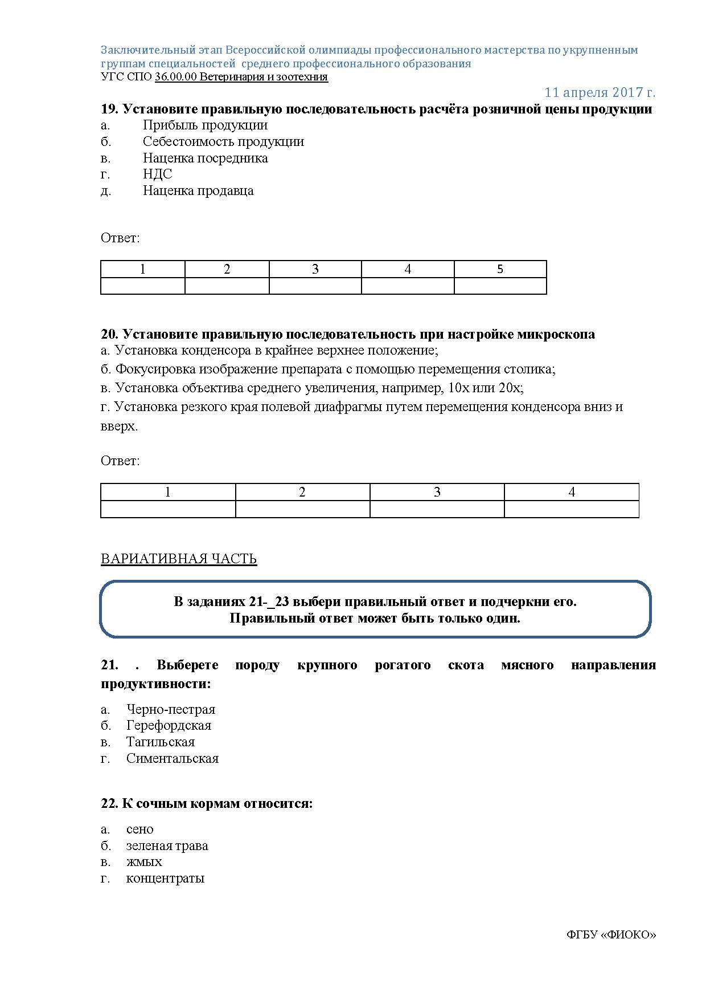 Заключительный этап Всероссийской олимпиады профессионального мастерства по укрупненным
группам специальностей  среднего профессионального образования
УГС СПО 36.00.00 Ветеринария и зоотехния
11 апреля 2017 г.
19. Установите правильную последовательность расчёта розничной цены продукции
а. Прибыль продукции
б. Себестоимость продукции
в. Наценка посредника
г. НДС
д. Наценка продавца
Ответ:
1 2 3 4 5
20. Установите правильную последовательность при настройке микроскопа
а. Установка конденсора в крайнее верхнее положение;
б. Фокусировка изображение препарата с помощью перемещения столика;
в. Установка объектива среднего увеличения, например, 10х или 20х;
г. Установка резкого края полевой диафрагмы путем перемещения конденсора вниз и
вверх.
Ответ:
1 2 3 4
ВАРИАТИВНАЯ ЧАСТЬ
В заданиях 21-_23 выбери правильный ответ и подчеркни его.
Правильный ответ может быть только один.
21. . Выберете породу крупного рогатого скота мясного направления
продуктивности:
а. Черно-пестрая
б. Герефордская
в. Тагильская
г. Симентальская
22. К сочным кормам относится:
а. сено
б. зеленая трава
в. жмых
г. концентраты
ФГБУ «ФИОКО»